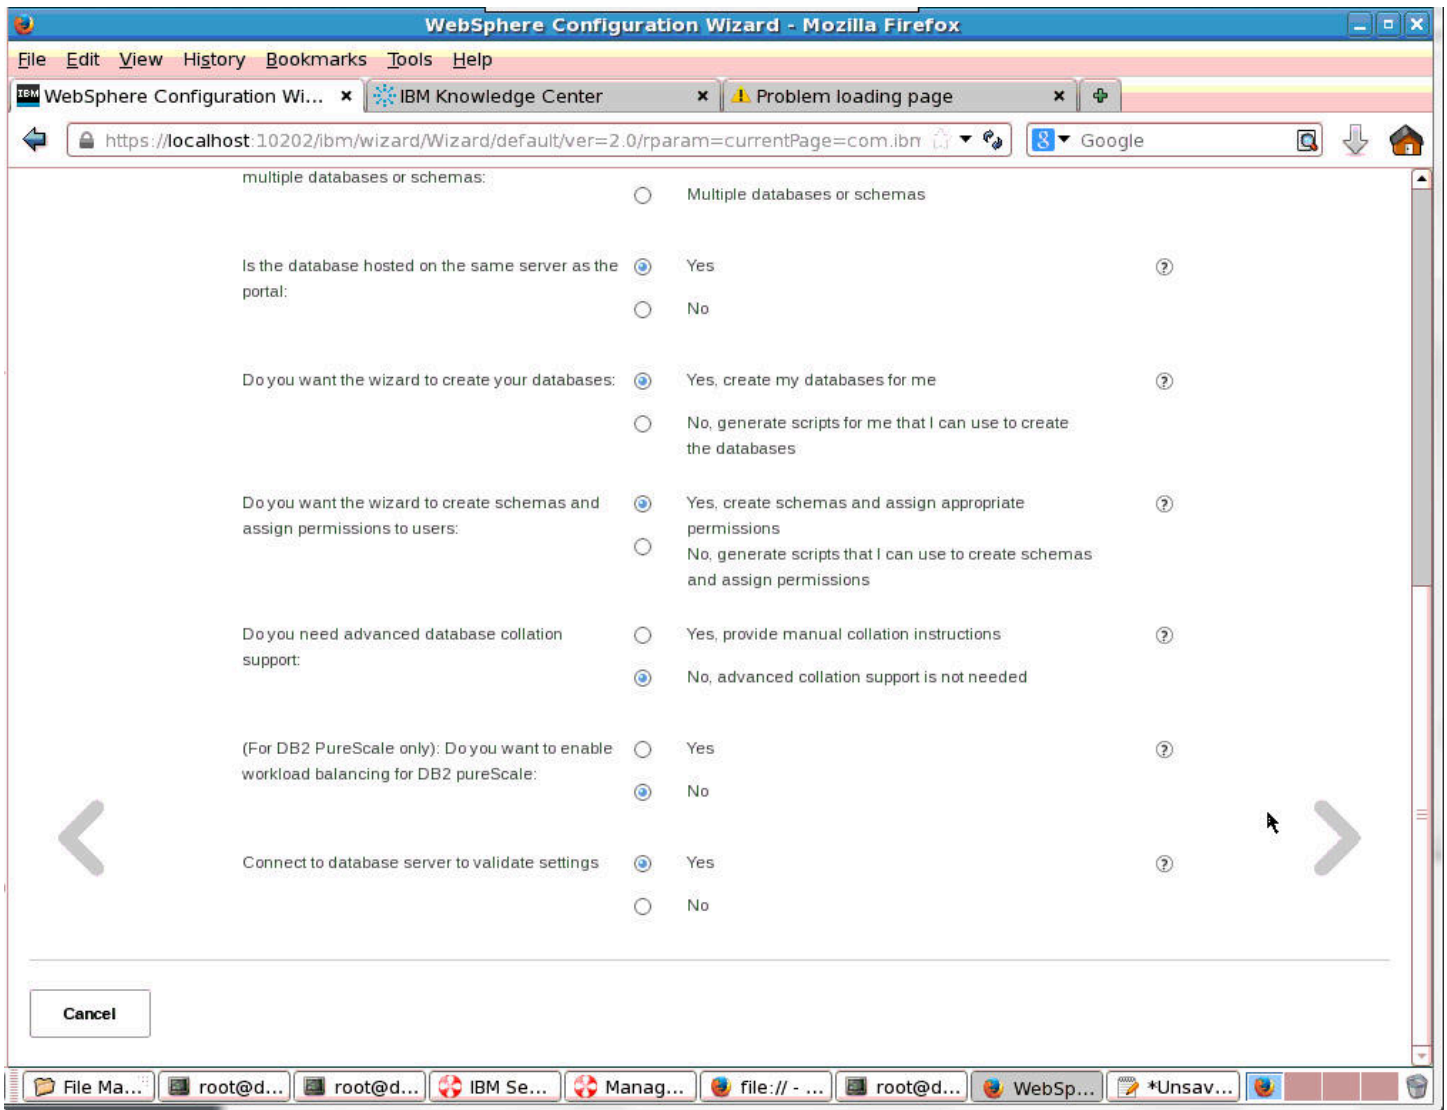 WebSphere Configuration Wizard - Mozilla Firefox
File Edit View History Bookmarks Tools Help
IBM WebSphere Configuration Wi...
IBM Knowledge Center
Problem loading page
https://localhost:10202/ibm/wizard/Wizard/default/ver=2.0/rparam=currentPage=com.ibm
8 Google
multiple databases or schemas:
Multiple databases or schemas
Is the database hosted on the same server as the
portal:
Yes
?
No
Do you want the wizard to create your databases:
Yes, create my databases for me
?
No, generate scripts for me that I can use to create
the databases
Do you want the wizard to create schemas and
assign permissions to users:
Yes, create schemas and assign appropriate
permissions
?
No, generate scripts that I can use to create schemas
and assign permissions
Do you need advanced database collation
support:
Yes, provide manual collation instructions
?
No, advanced collation support is not needed
(For DB2 PureScale only): Do you want to enable
workload balancing for DB2 pureScale:
Yes
?
No
Connect to database server to validate settings
Yes
?
No
Cancel
File Ma...
root@d...
root@d...
IBM Se...
Manag...
file:// - ...
root@d...
WebSp...
*Unsav...